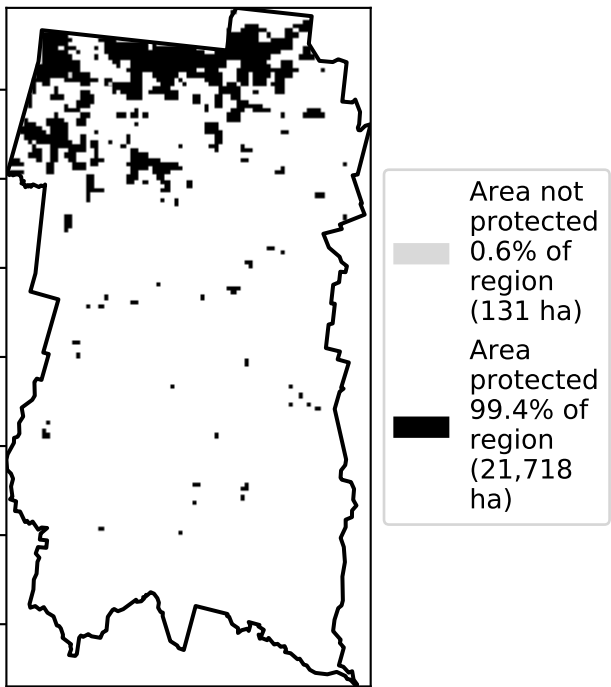 Area not
protected
0.6% of
region
(131 ha)
Area
protected
99.4% of
region
(21,718
ha)